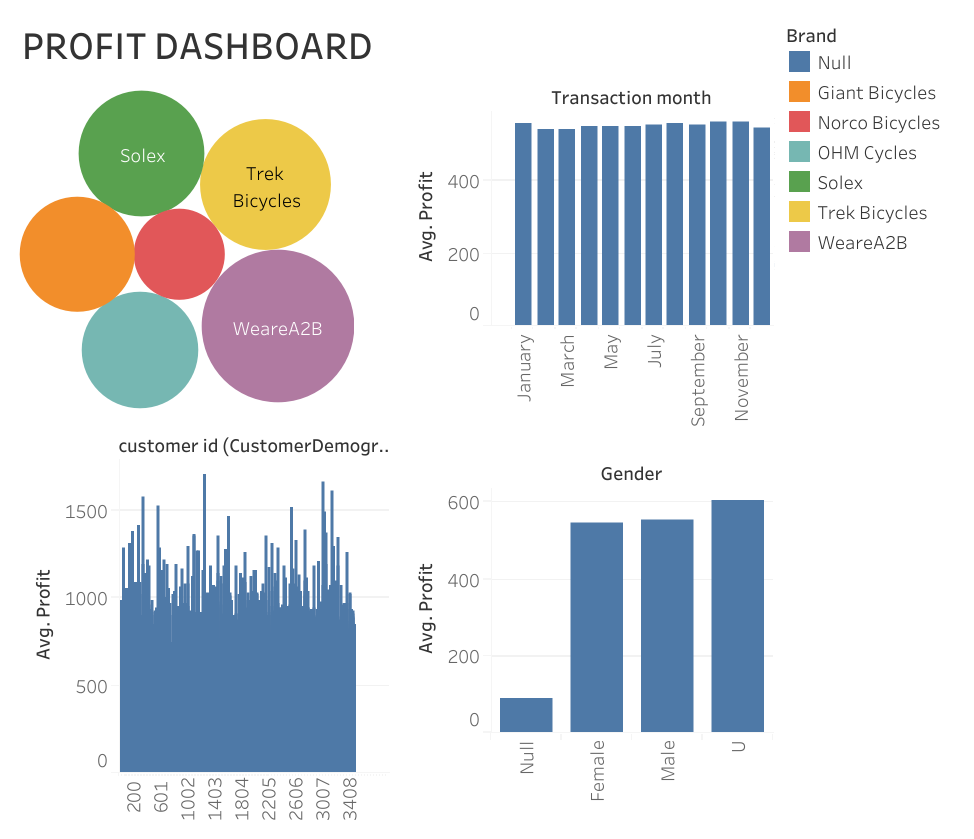 PROFIT DASHBOARD
Solex
Trek
Bicycles
WeareA2B
Brand
Null
Giant Bicycles
Norco Bicycles
OHM Cycles
Solex
Trek Bicycles
WeareA2B
Transaction month
Avg. Profit
400
200
0
January
March
May
July
September
November
customer id (CustomerDemogr..
Avg. Profit
1500
1000
500
0
200
601
1002
1403
1804
2205
2606
3007
3408
Gender
Avg. Profit
600
400
200
0
Null
Female
Male
U